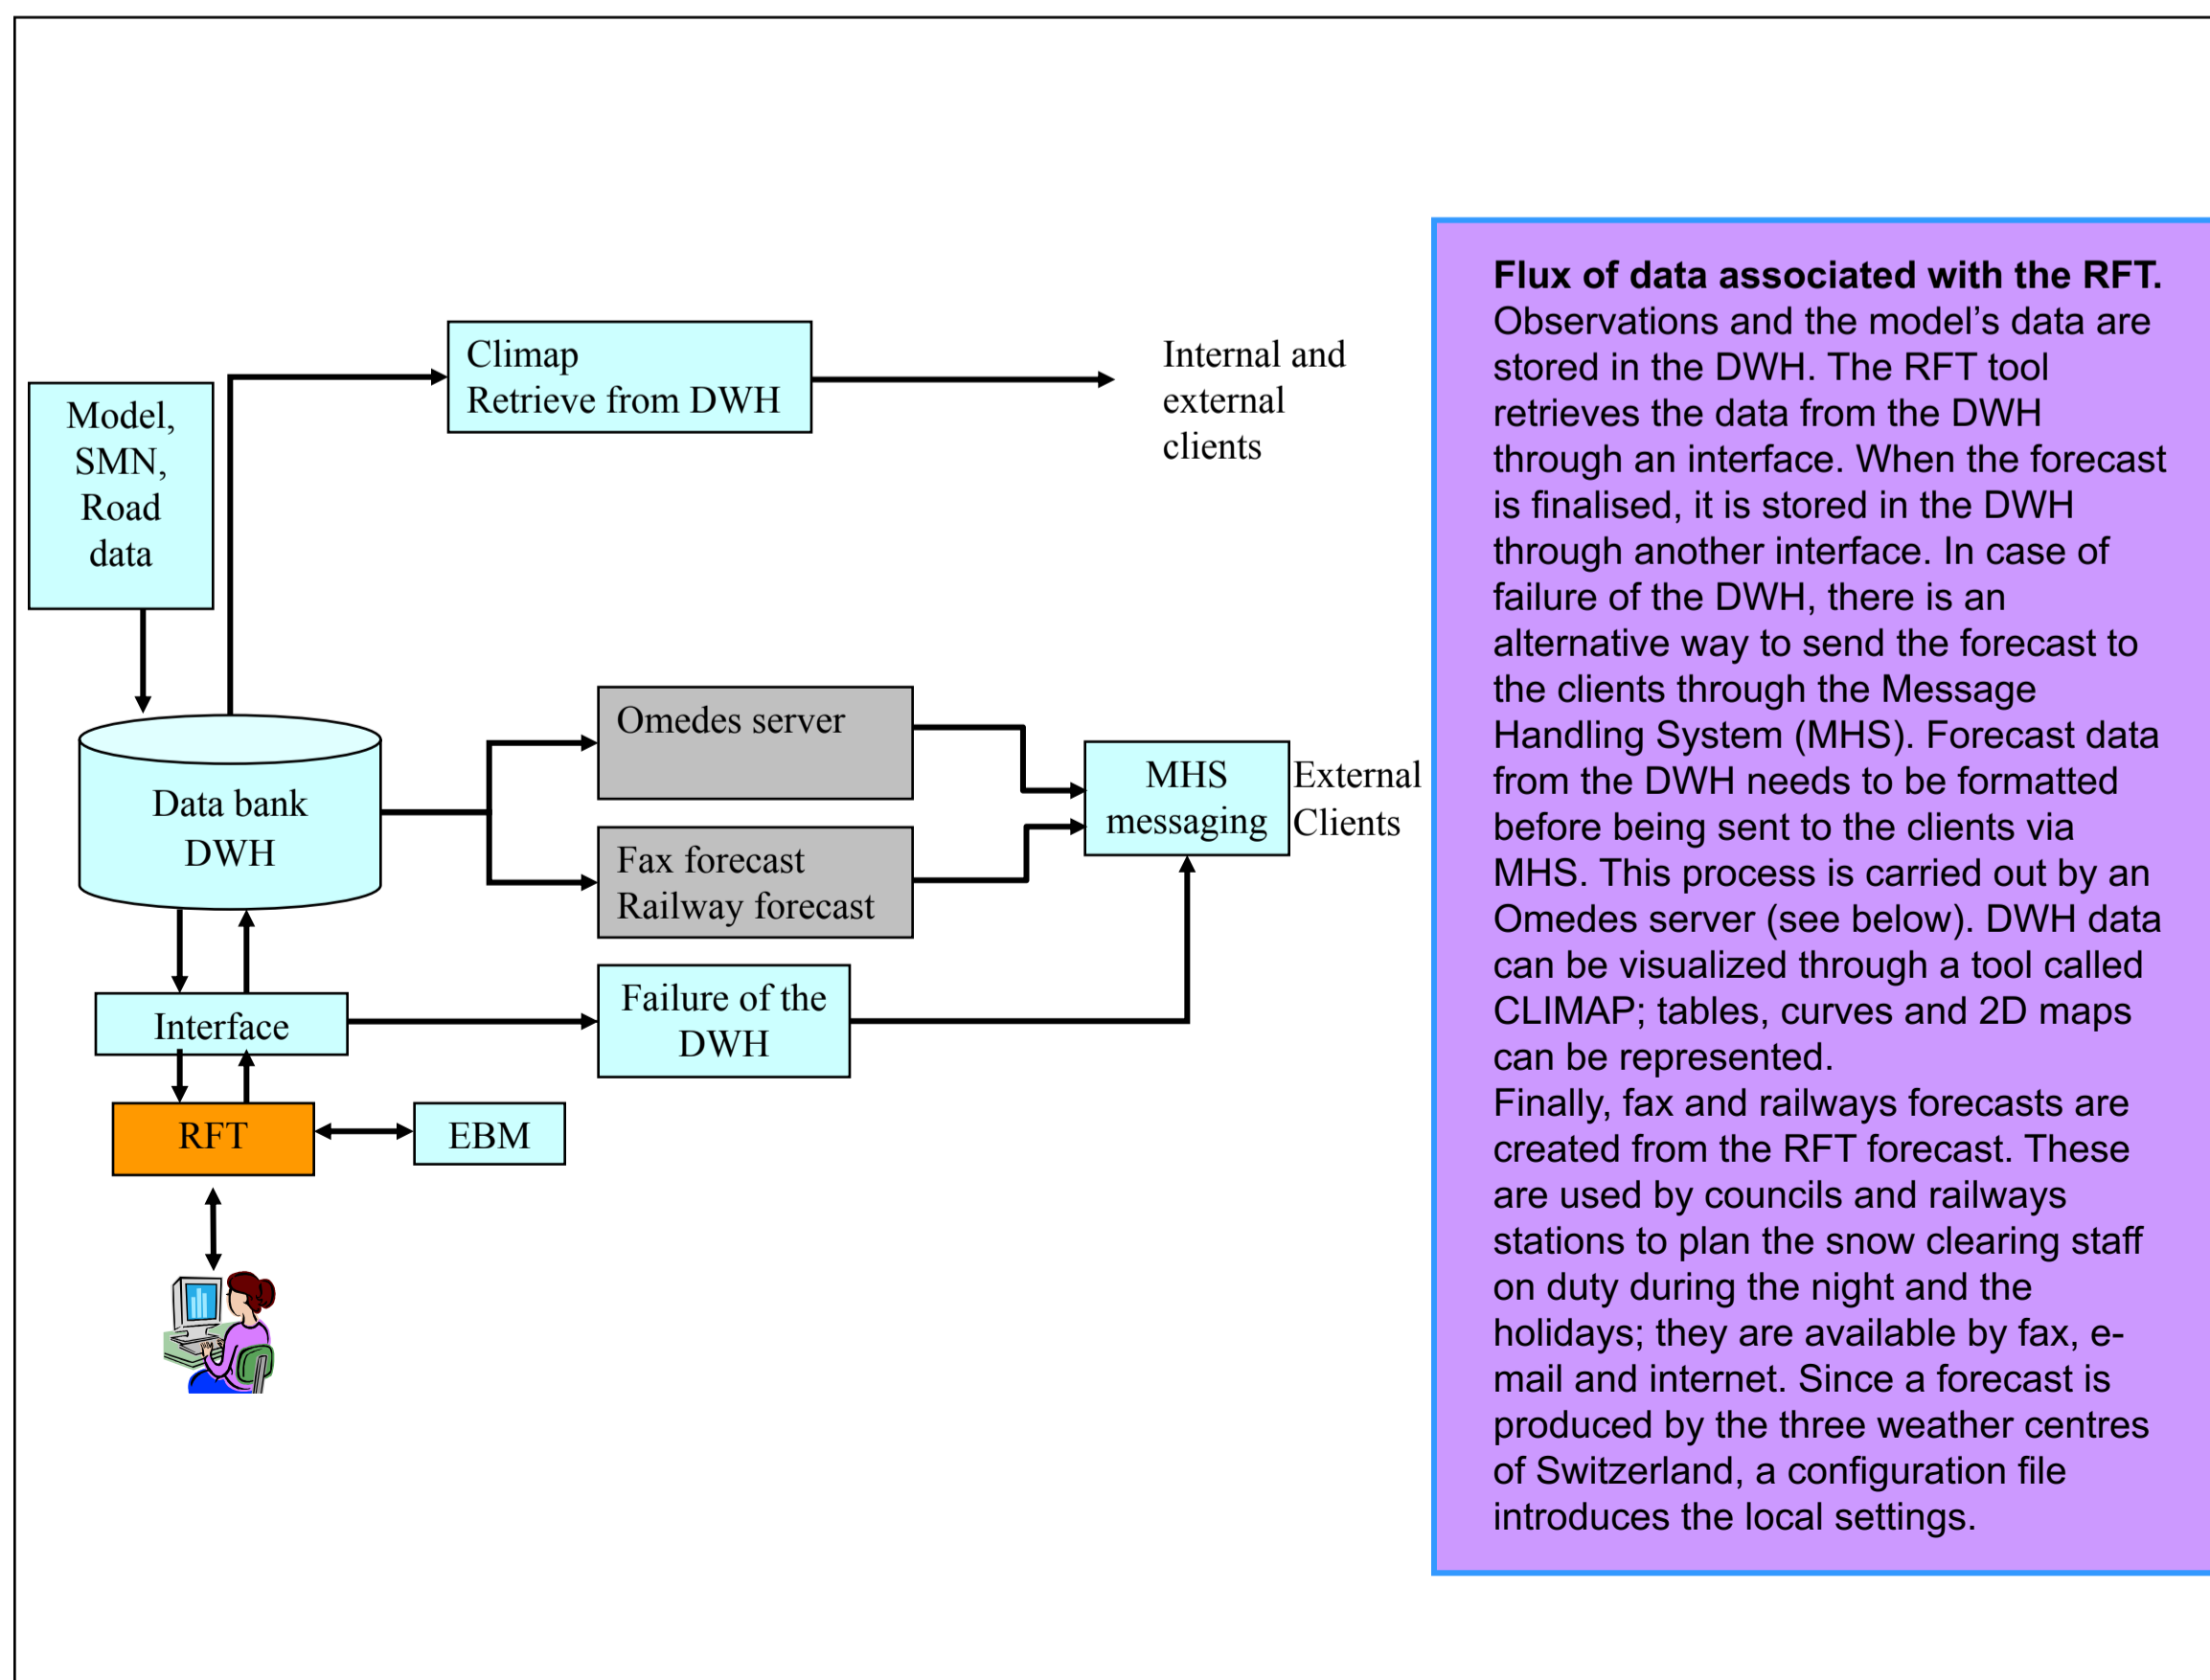 Climap
Retrieve from DWH
Internal and
external
clients
Model,
SMN,
Road
data
Omedes server
Data bank
DWH
Fax forecast
Railway forecast
MHS
messaging
External
Clients
Interface
Failure of the
DWH
RFT
EBM
Flux of data associated with the RFT.
Observations and the model’s data are
stored in the DWH. The RFT tool
retrieves the data from the DWH
through an interface. When the forecast
is finalised, it is stored in the DWH
through another interface. In case of
failure of the DWH, there is an
alternative way to send the forecast to
the clients through the Message
Handling System (MHS). Forecast data
from the DWH needs to be formatted
before being sent to the clients via
MHS. This process is carried out by an
Omedes server (see below). DWH data
can be visualized through a tool called
CLIMAP; tables, curves and 2D maps
can be represented.
Finally, fax and railways forecasts are
created from the RFT forecast. These
are used by councils and railways
stations to plan the snow clearing staff
on duty during the night and the
holidays; they are available by fax, e-
mail and internet. Since a forecast is
produced by the three weather centres
of Switzerland, a configuration file
introduces the local settings.